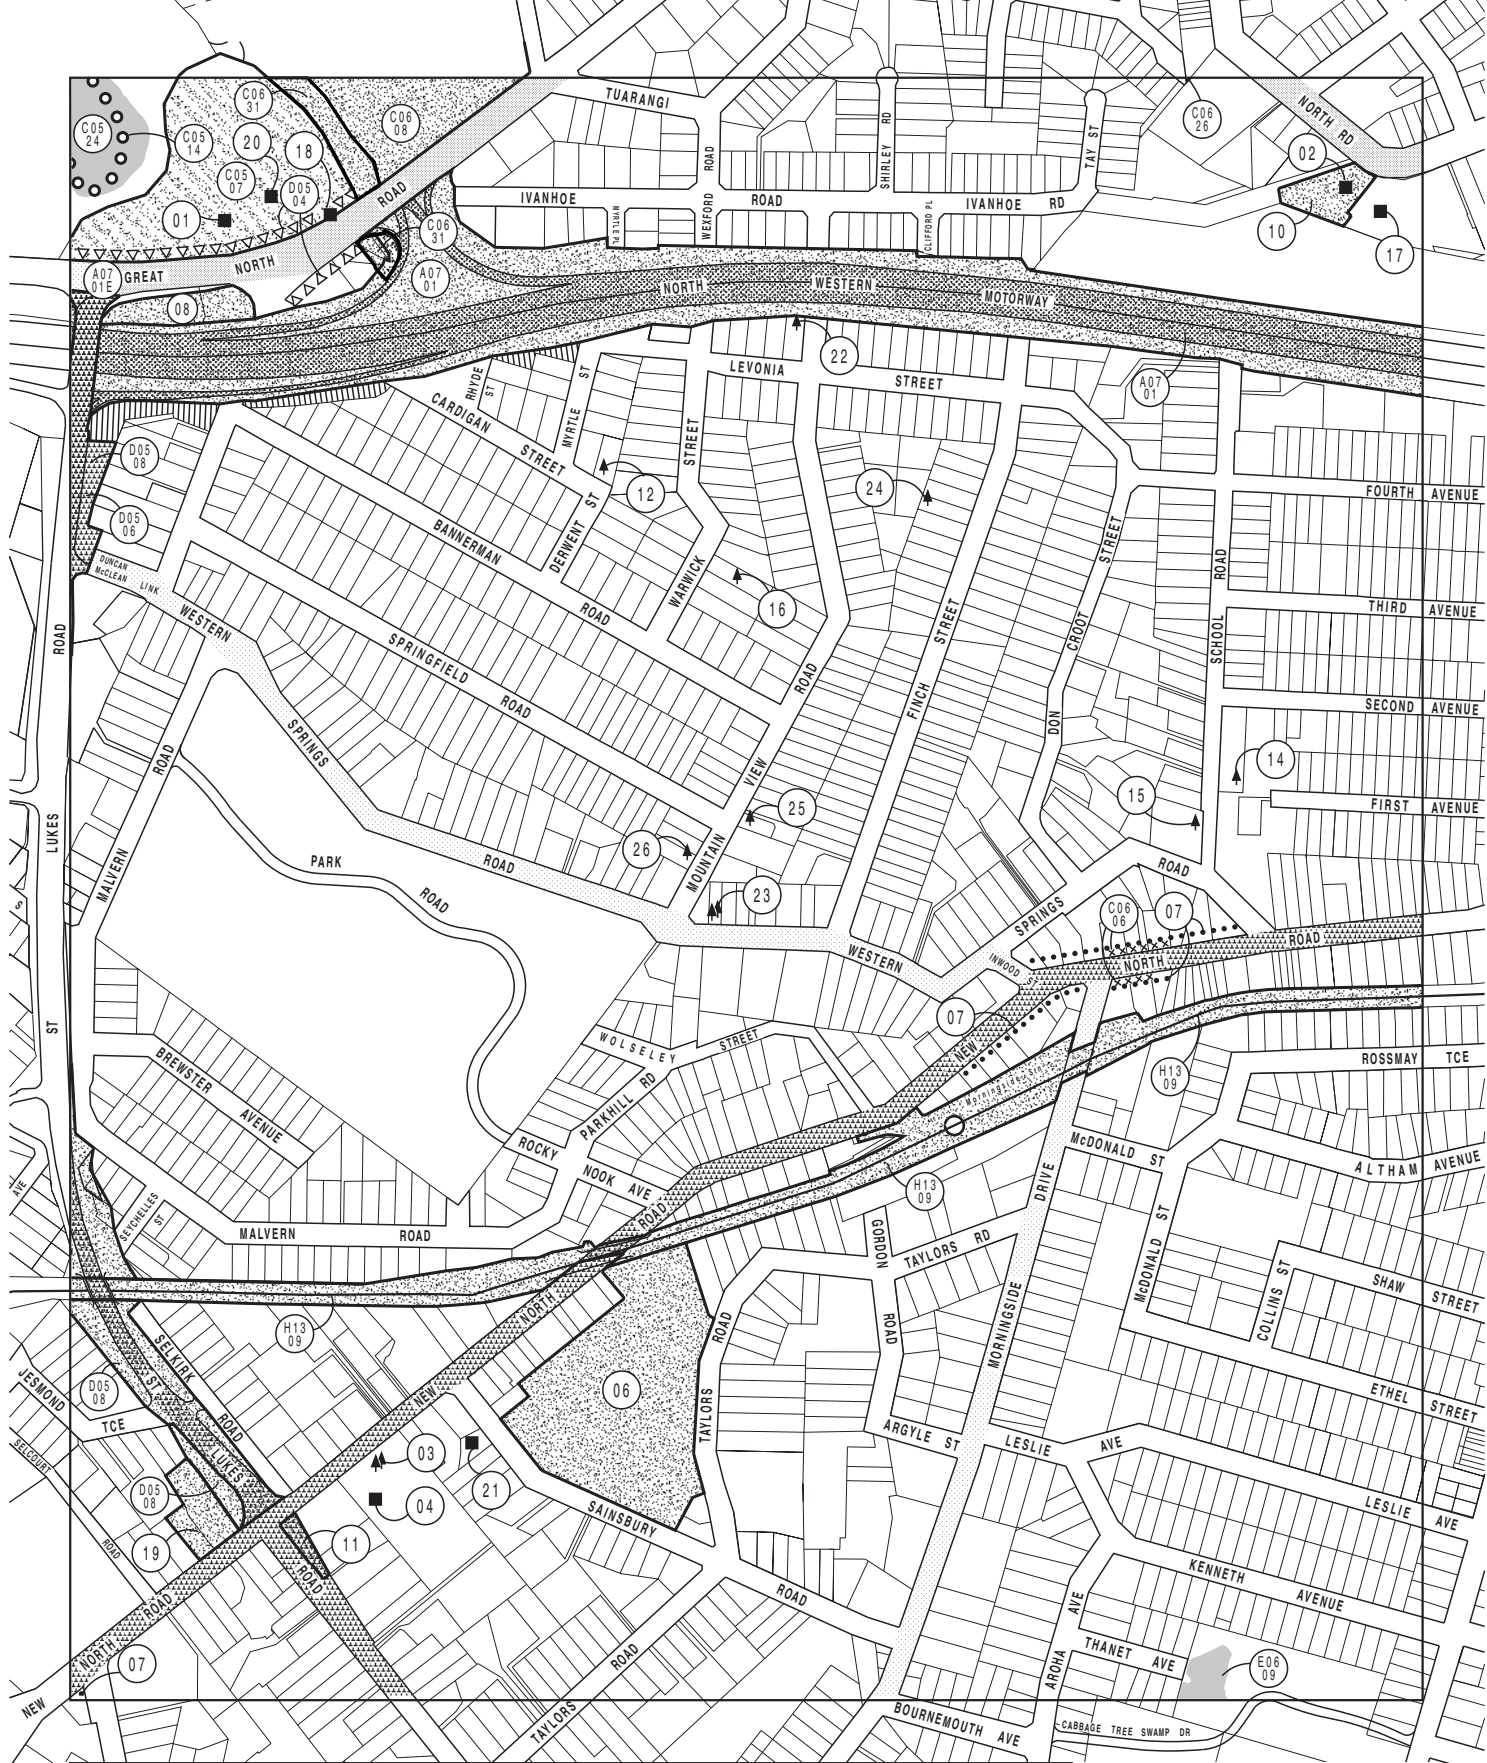 TUARANGI
ROAD
C06
31
C06
08
C05
24
C05
14
20
18
C05
07
D05
04
01
ROAD
SHIRLEY RD
TAY ST
C06
26
NORTH RD
02
10
17
IVANHOE
ROAD
IVANHOE RD
MYRTLE PL
WEXFORD
CLIFFORD PL
C06
31
A07
01E
GREAT
NORTH
A07
01
08
NORTH
WESTERN
MOTORWAY
22
LEVONIA
STREET
A07
01
RHYDE
ST
MYRTLE
ST
CARDIGAN
STREET
STREET
D05
08
12
24
FOURTH AVENUE
D05
06
DERWENT ST
BANNERMAN
ROAD
WARWICK
16
DUNCAN
McCLEAN LINK
WESTERN
SPRINGS
ROAD
ROAD
SPRINGFIELD
ROAD
ROAD
FINCH
STREET
CROOT
STREET
DON
SCHOOL
ROAD
THIRD AVENUE
SECOND AVENUE
14
FIRST AVENUE
15
VIEW
25
26
MOUNTAIN
23
LUKES
ST
MALVERN
ROAD
PARK
ROAD
ROAD
SPRINGS
C06
06
07
NORTH
ROAD
WESTERN
INWOOD ST
07
NEW
Morningside Stn
H13
09
ROSSMAY TCE
WOLSELEY
STREET
BREWSTER
AVENUE
PARKHILL
RD
ROCKY
NOOK AVE
McDONALD ST
ALTHAM AVENUE
H13
09
DRIVE
AVE
S
SEYCHELLES
ST
MALVERN
ROAD
ROAD
GORDON
TAYLORS RD
McDONALD ST
COLLINS ST
SHAW
STREET
H13
09
NORTH
ROAD
ROAD
MORNINGSIDE
SELKIRK
ST
ROAD
D05
08
JESMOND
TCE
NEW
06
TAYLORS
ETHEL STREET
SELCOURT
ROAD
LUKES
03
21
04
ARGYLE ST
LESLIE
AVE
LESLIE AVE
D05
08
19
11
ROAD
SAINSBURY
ROAD
KENNETH
AVENUE
NORTH
ROAD
07
NEW
TAYLORS
ROAD
AROHA
AVE
THANET AVE
E06
09
BOURNEMOUTH AVE
CABBAGE TREE SWAMP DR